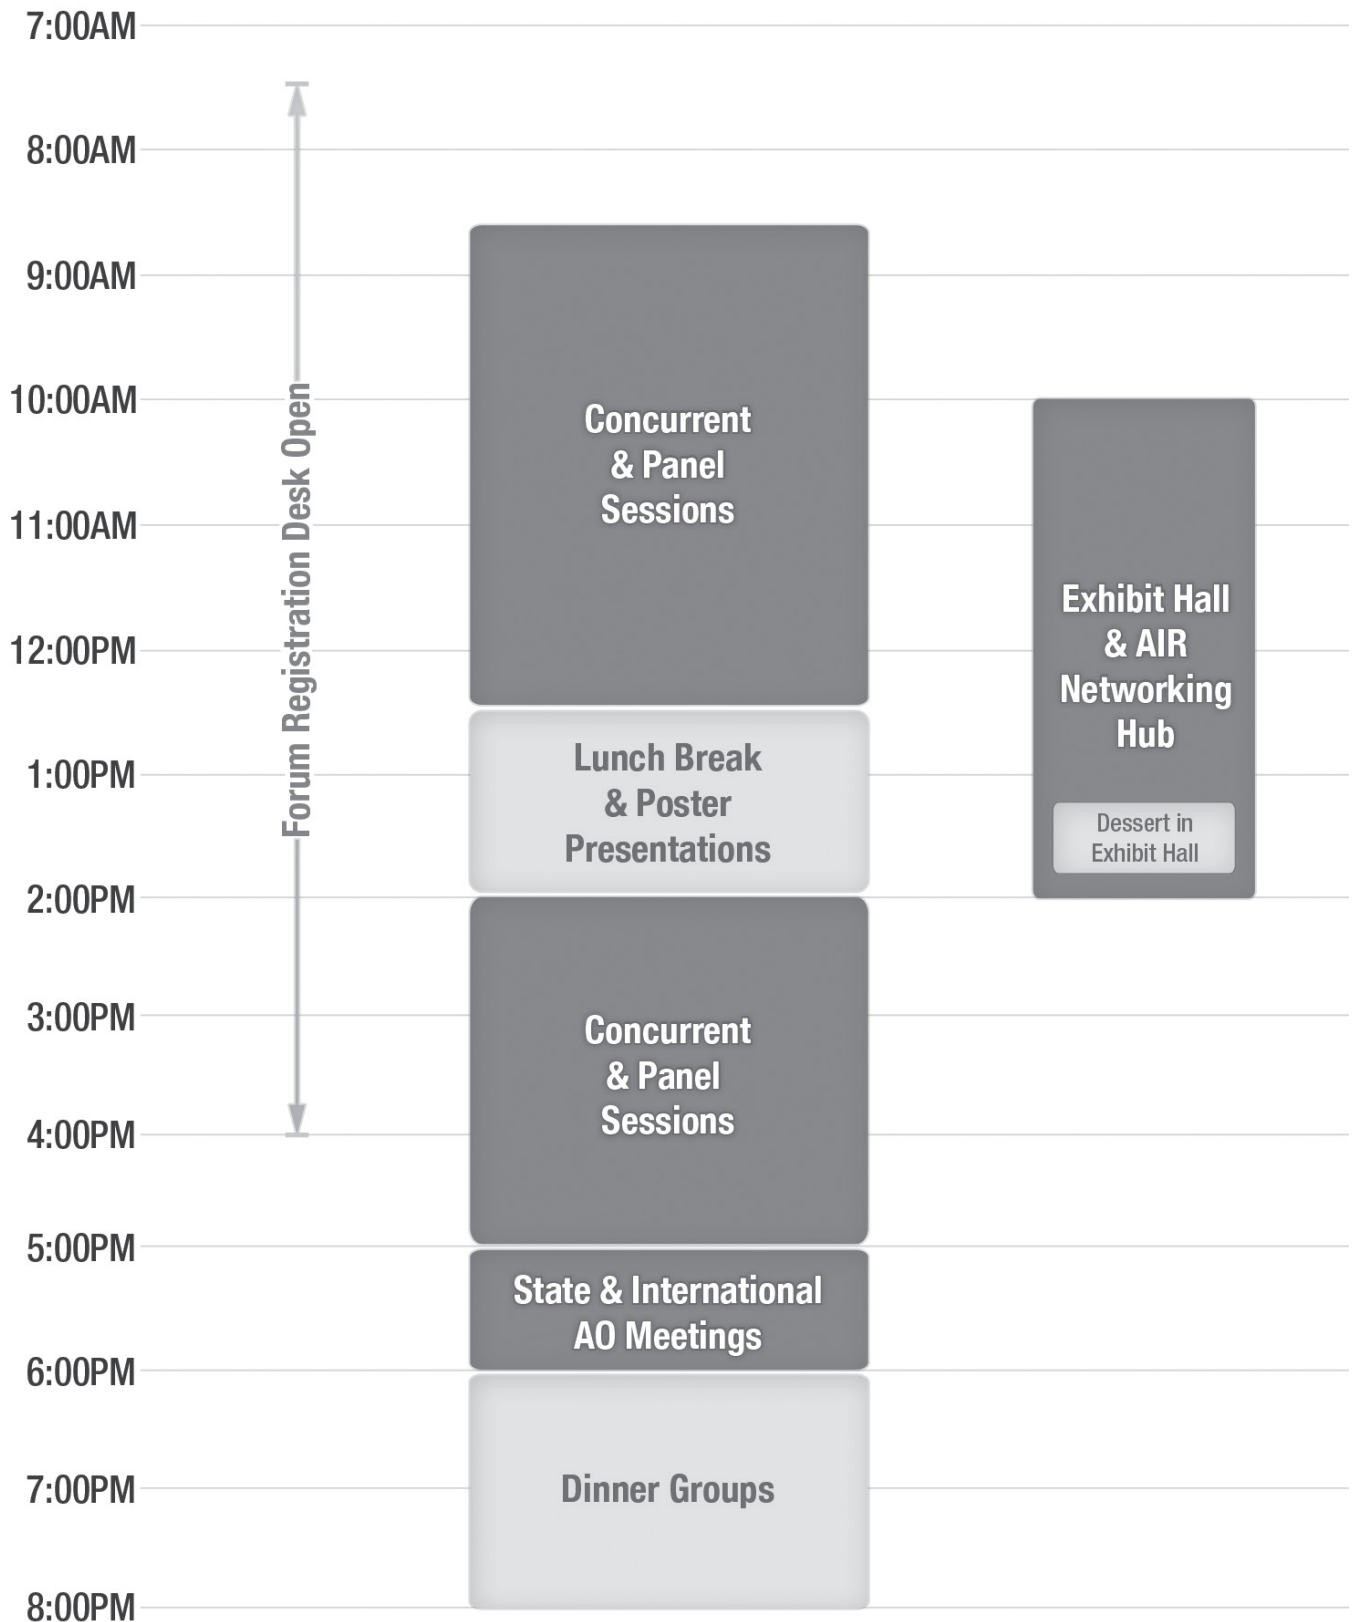 7:00AM
8:00AM
9:00AM
10:00AM
11:00AM
12:00PM
1:00PM
2:00PM
3:00PM
4:00PM
5:00PM
6:00PM
7:00PM
8:00PM
Forum Registration Desk Open
Concurrent
& Panel
Sessions
Lunch Break
& Poster
Presentations
Concurrent
& Panel
Sessions
State & International
AO Meetings
Dinner Groups
Exhibit Hall
& AIR
Networking
Hub
Dessert in
Exhibit Hall